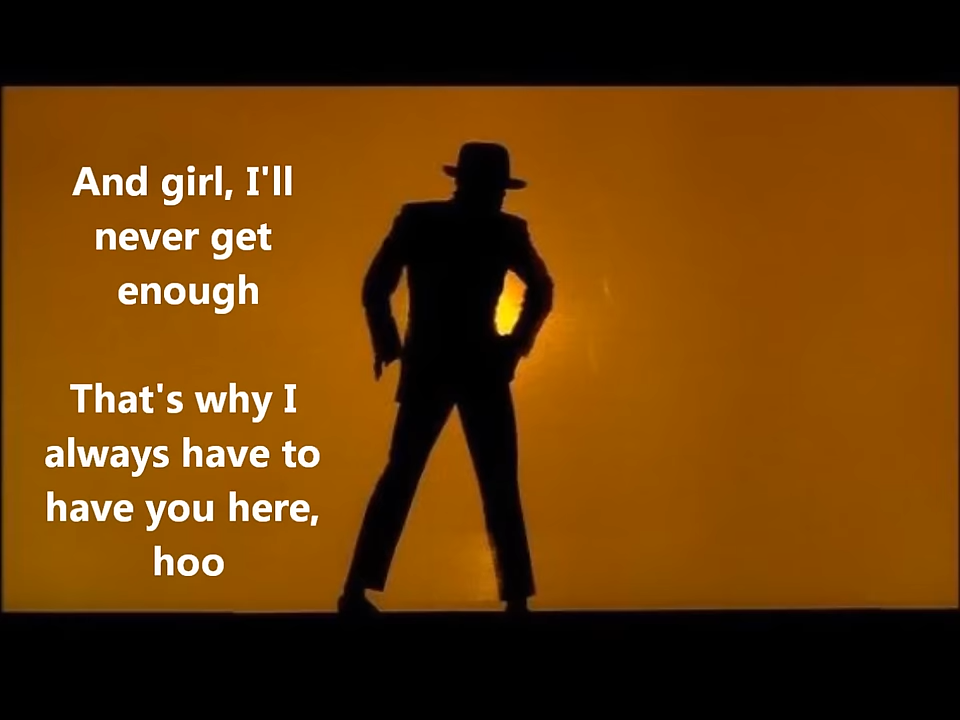 And girl, I'll
never get
enough
That's why I
always have to
have you here,
hoo